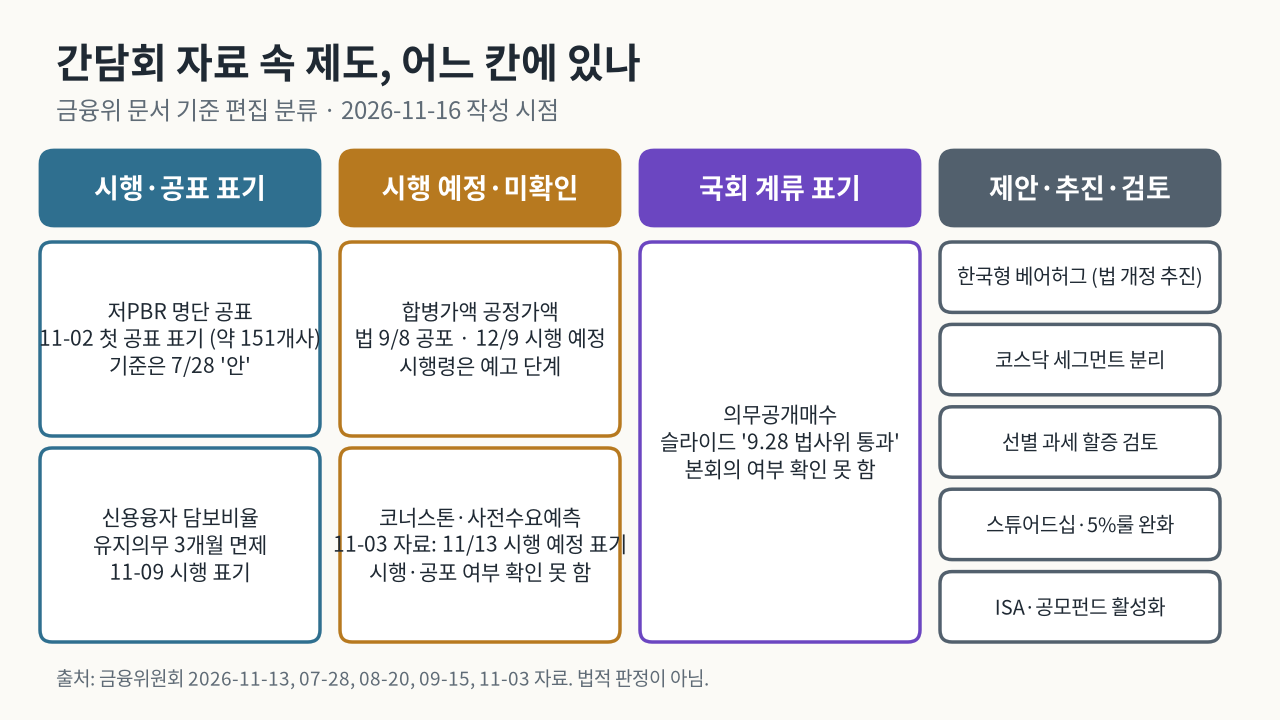 간담회 자료 속 제도, 어느 칸에 있나
금융위 문서 기준 편집 분류 · 2026-11-16 작성 시점
시행·공표 표기
저PBR 명단 공표
11-02 첫 공표 표기 (약 151개사)
기준은 7/28 '안'
신용융자 담보비율
유지의무 3개월 면제
11-09 시행 표기
시행 예정·미확인
합병가액 공정가액
법 9/8 공포 · 12/9 시행 예정
시행령은 예고 단계
코너스톤·사전수요예측
11-03 자료: 11/13 시행 예정 표기
시행·공포 여부 확인 못 함
국회 계류 표기
의무공개매수
슬라이드 '9.28 법사위 통과'
본회의 여부 확인 못 함
제안·추진·검토
한국형 베어허그 (법 개정 추진)
코스닥 세그먼트 분리
선별 과세 할증 검토
스튜어드십·5%룰 완화
ISA·공모펀드 활성화
출처: 금융위원회 2026-11-13, 07-28, 08-20, 09-15, 11-03 자료. 법적 판정이 아님.